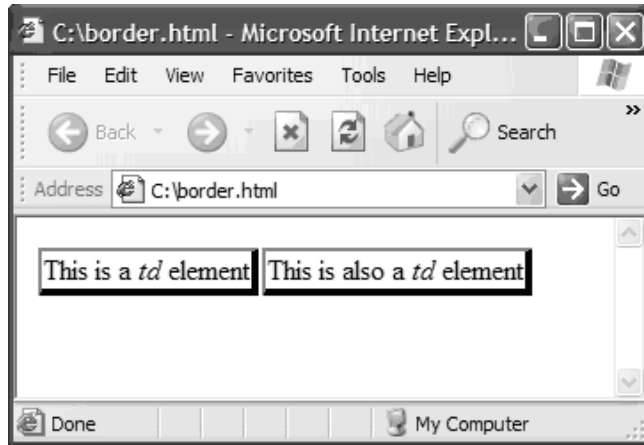 C:\border.html - Microsoft Internet Expl...
File Edit View Favorites Tools Help
Back Search »
Address C:\border.html Go
This is a td element This is also a td element
Done My Computer